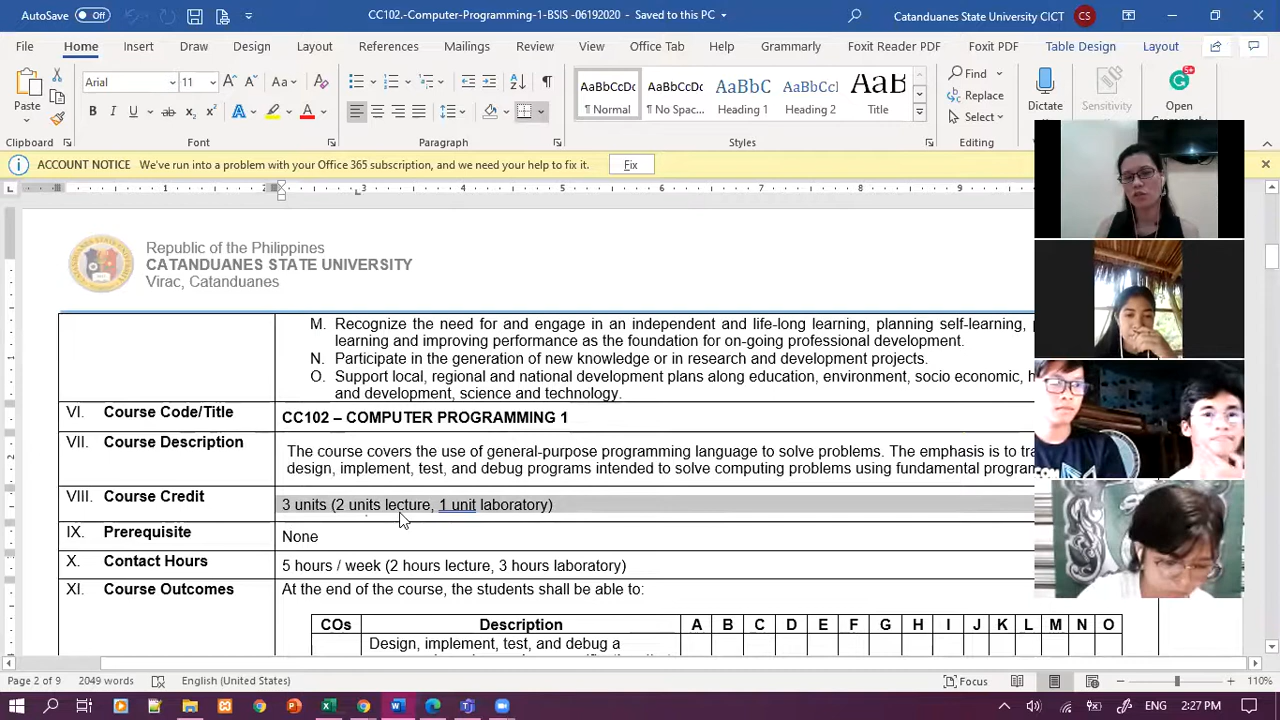 AutoSave Off
CC102.-Computer-Programming-1-BSIS -06192020 - Saved to this PC
Catanduanes State University CICT CS
File Home Insert Draw Design Layout References Mailings Review View Office Tab Help Grammarly Foxit Reader PDF Foxit PDF Table Design Layout
Paste
Clipboard
Arial 11
Font
Paragraph
AaBbCcDc AaBbCcDc AaBbC AaBbCcI AaB
¶ Normal ¶ No Spac... Heading 1 Heading 2 Title
Styles
Find
Replace
Select
Editing
Dictate
Sensitivity
Open
ACCOUNT NOTICE We've run into a problem with your Office 365 subscription, and we need your help to fix it. Fix
Republic of the Philippines
CATANDUANES STATE UNIVERSITY
Virac, Catanduanes
M. Recognize the need for and engage in an independent and life-long learning, planning self-learning,
learning and improving performance as the foundation for on-going professional development.
N. Participate in the generation of new knowledge or in research and development projects.
O. Support local, regional and national development plans along education, environment, socio economic,
and development, science and technology.
VI. Course Code/Title CC102 – COMPUTER PROGRAMMING 1
VII. Course Description
The course covers the use of general-purpose programming language to solve problems. The emphasis is to
design, implement, test, and debug programs intended to solve computing problems using fundamental
VIII. Course Credit 3 units (2 units lecture, 1 unit laboratory)
IX. Prerequisite None
X. Contact Hours 5 hours / week (2 hours lecture, 3 hours laboratory)
XI. Course Outcomes At the end of the course, the students shall be able to:
COs Description A B C D E F G H I J K L M N O
Design, implement, test, and debug a
Page 2 of 9 2049 words English (United States) Focus 110%
2:27 PM